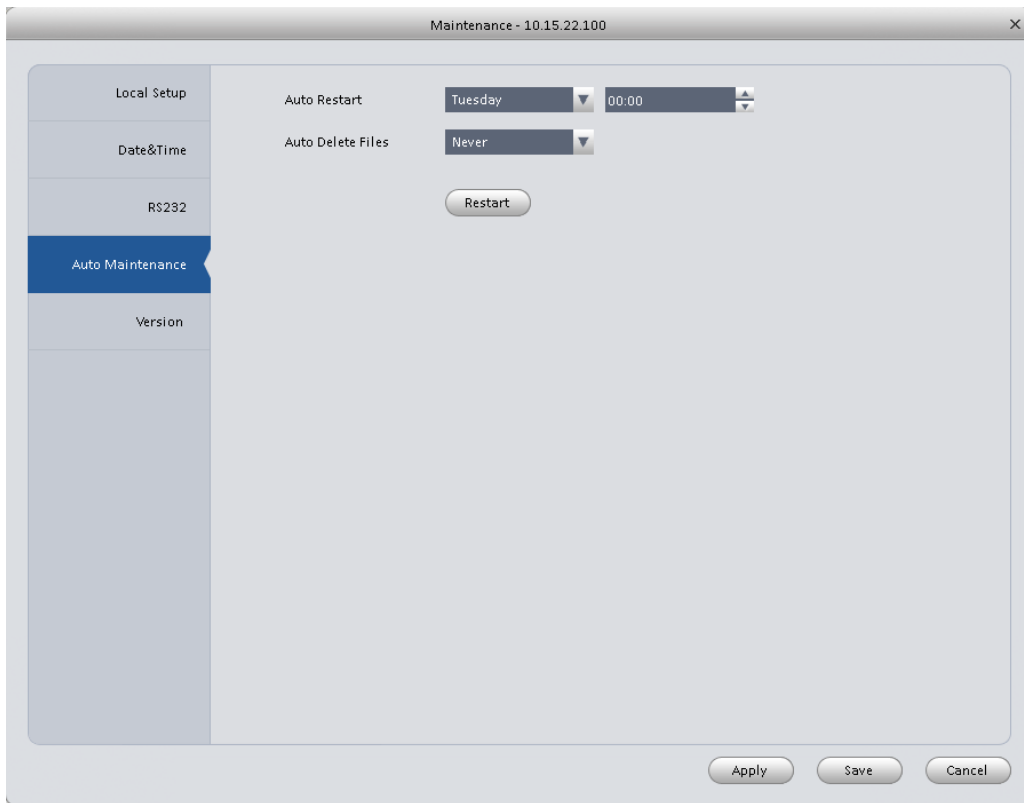 Maintenance - 10.15.22.100
Local Setup
Date&Time
RS232
Auto Maintenance
Version
Auto Restart Tuesday 00:00
Auto Delete Files Never
Restart
Apply Save Cancel